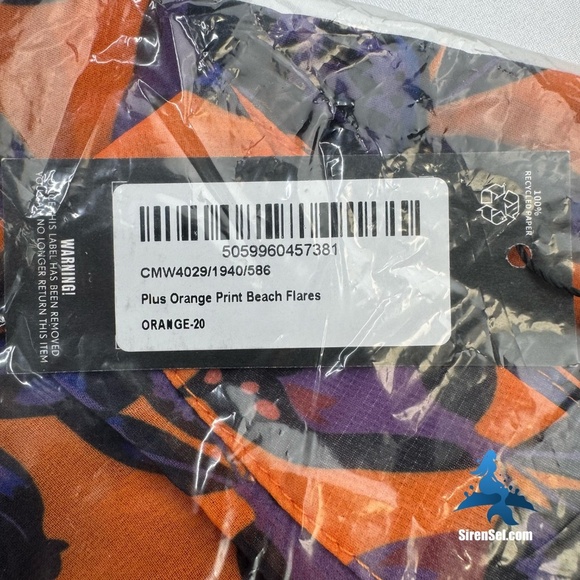 5059960457381
CMW4029/1940/586
Plus Orange Print Beach Flares
ORANGE-20
WARNING!
THIS LABEL HAS BEEN REMOVED
NO LONGER RETURN THIS ITEM
100%
RECYCLED PAPER
SirenSel.com